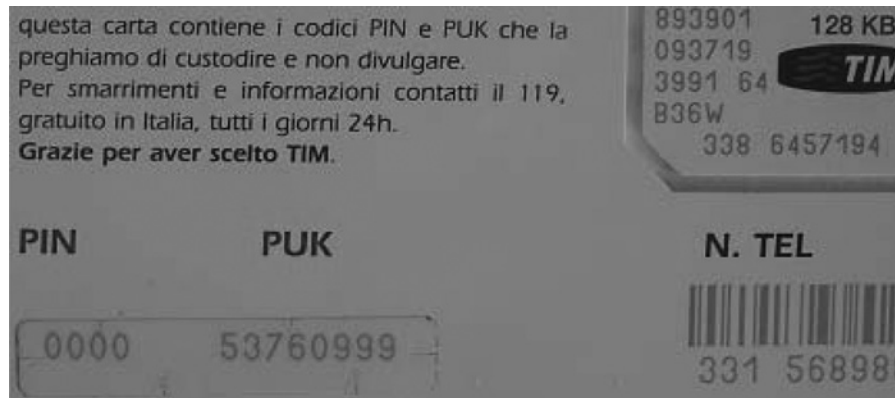 questa carta contiene i codici PIN e PUK che la
preghiamo di custodire e non divulgare.
Per smarrimenti e informazioni contatti il 119,
gratuito in Italia, tutti i giorni 24h.
Grazie per aver scelto TIM.
893901
128 KB
093719
3991 64
TIM
B36W
338 6457194
PIN
PUK
N. TEL
0000
53760999
331 56898